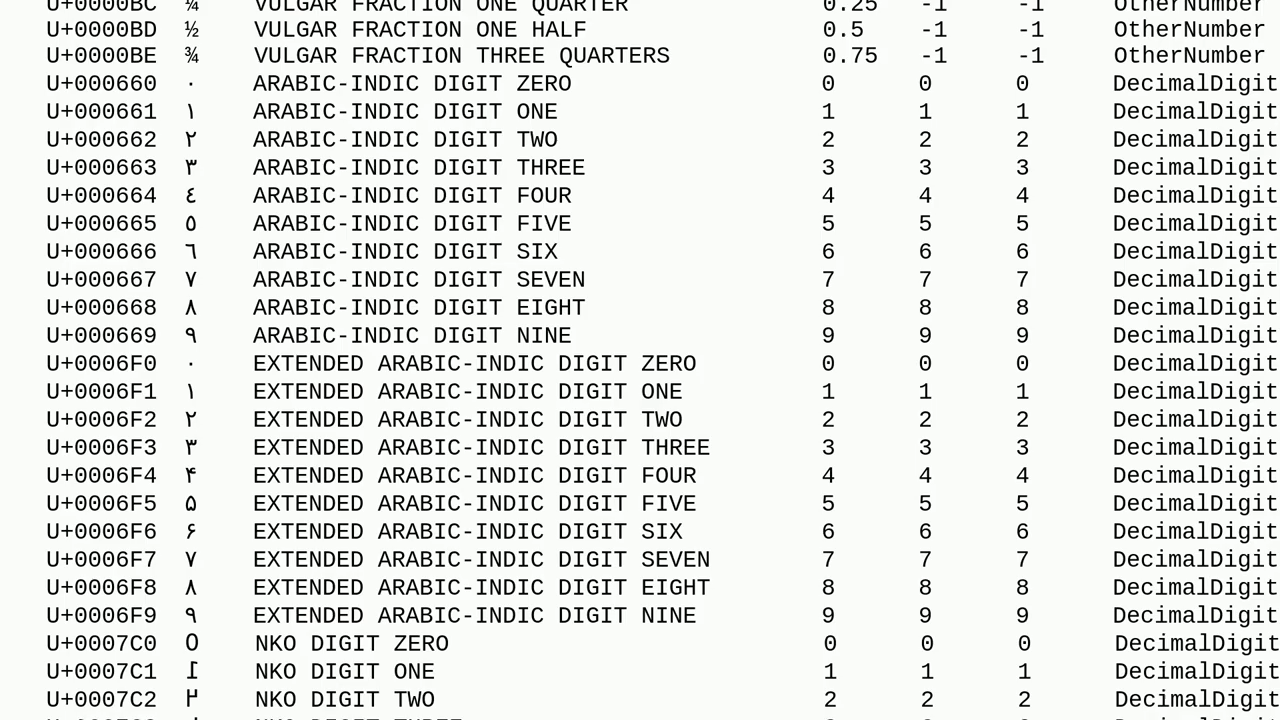 U+0000BC ¼ VULGAR FRACTION ONE QUARTER 0.25 -1 -1 OtherNumber
U+0000BD ½ VULGAR FRACTION ONE HALF 0.5 -1 -1 OtherNumber
U+0000BE ¾ VULGAR FRACTION THREE QUARTERS 0.75 -1 -1 OtherNumber
U+000660 ٠ ARABIC-INDIC DIGIT ZERO 0 0 0 DecimalDigit
U+000661 ١ ARABIC-INDIC DIGIT ONE 1 1 1 DecimalDigit
U+000662 ٢ ARABIC-INDIC DIGIT TWO 2 2 2 DecimalDigit
U+000663 ٣ ARABIC-INDIC DIGIT THREE 3 3 3 DecimalDigit
U+000664 ٤ ARABIC-INDIC DIGIT FOUR 4 4 4 DecimalDigit
U+000665 ٥ ARABIC-INDIC DIGIT FIVE 5 5 5 DecimalDigit
U+000666 ٦ ARABIC-INDIC DIGIT SIX 6 6 6 DecimalDigit
U+000667 ٧ ARABIC-INDIC DIGIT SEVEN 7 7 7 DecimalDigit
U+000668 ٨ ARABIC-INDIC DIGIT EIGHT 8 8 8 DecimalDigit
U+000669 ٩ ARABIC-INDIC DIGIT NINE 9 9 9 DecimalDigit
U+0006F0 ۰ EXTENDED ARABIC-INDIC DIGIT ZERO 0 0 0 DecimalDigit
U+0006F1 ۱ EXTENDED ARABIC-INDIC DIGIT ONE 1 1 1 DecimalDigit
U+0006F2 ۲ EXTENDED ARABIC-INDIC DIGIT TWO 2 2 2 DecimalDigit
U+0006F3 ۳ EXTENDED ARABIC-INDIC DIGIT THREE 3 3 3 DecimalDigit
U+0006F4 ۴ EXTENDED ARABIC-INDIC DIGIT FOUR 4 4 4 DecimalDigit
U+0006F5 ۵ EXTENDED ARABIC-INDIC DIGIT FIVE 5 5 5 DecimalDigit
U+0006F6 ۶ EXTENDED ARABIC-INDIC DIGIT SIX 6 6 6 DecimalDigit
U+0006F7 ۷ EXTENDED ARABIC-INDIC DIGIT SEVEN 7 7 7 DecimalDigit
U+0006F8 ۸ EXTENDED ARABIC-INDIC DIGIT EIGHT 8 8 8 DecimalDigit
U+0006F9 ۹ EXTENDED ARABIC-INDIC DIGIT NINE 9 9 9 DecimalDigit
U+0007C0 ߀ NKO DIGIT ZERO 0 0 0 DecimalDigit
U+0007C1 ߁ NKO DIGIT ONE 1 1 1 DecimalDigit
U+0007C2 ߂ NKO DIGIT TWO 2 2 2 DecimalDigit